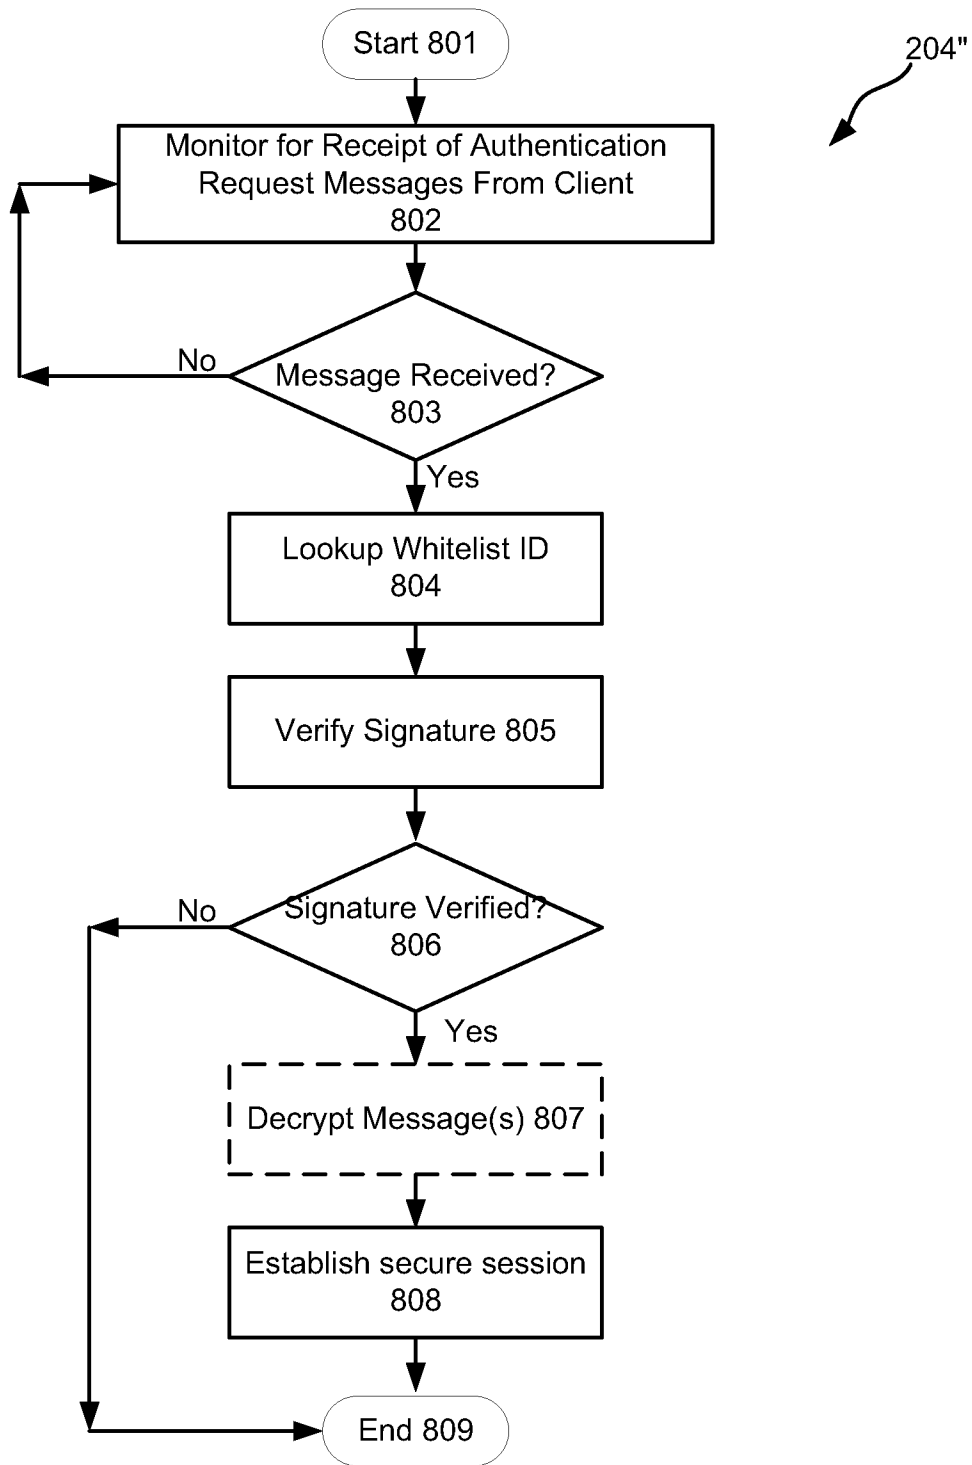 Start 801
204"
Monitor for Receipt of Authentication
Request Messages From Client
802
No
Message Received?
803
Yes
Lookup Whitelist ID
804
Verify Signature 805
No
Signature Verified?
806
Yes
Decrypt Message(s) 807
Establish secure session
808
End 809